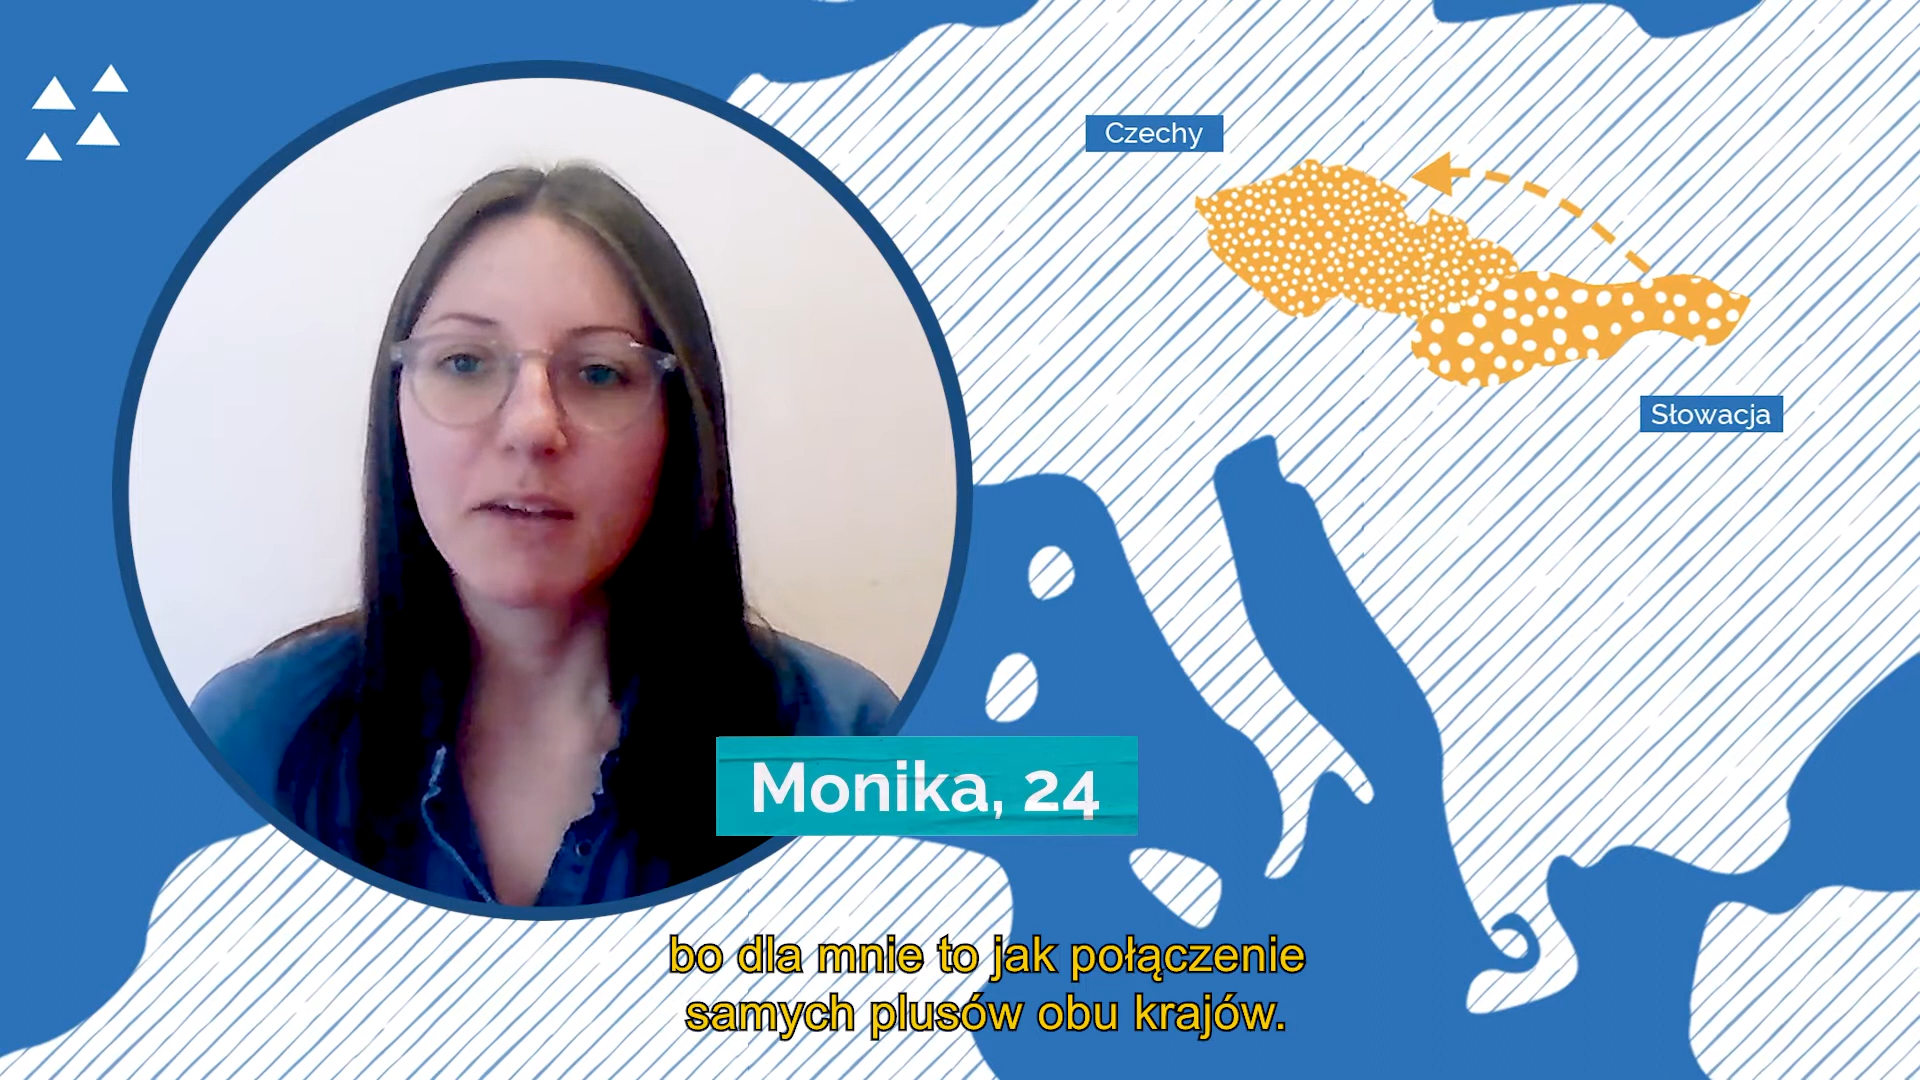 Czechy
Słowacja
Monika, 24
bo dla mnie to jak połączenie
samych plusów obu krajów.